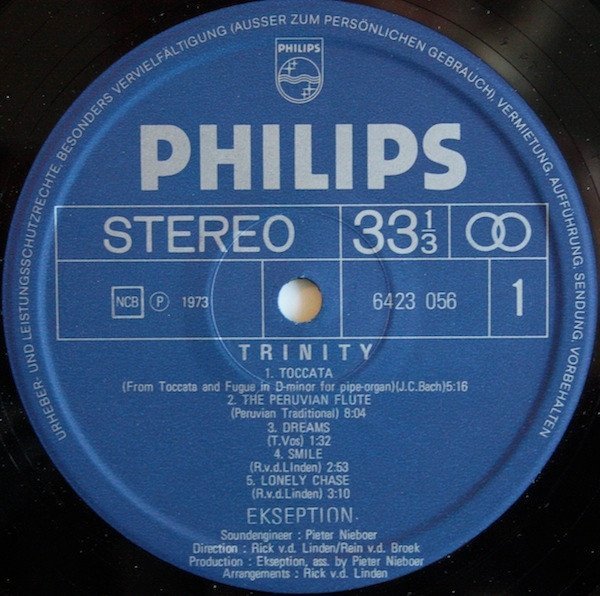 URHEBER- UND LEISTUNGSSCHUTZRECHTE, BESONDERS VERVIELFÄLTIGUNG (AUSSER ZUM PERSÖNLICHEN GEBRAUCH), VERMIETUNG, AUFFÜHRUNG, SENDUNG, VORBEHALTEN
PHILIPS
PHILIPS
STEREO 33 1/3
NCB P 1973 6423 056 1
TRINITY
1. TOCCATA
(From Toccata and Fugue in D-minor for pipe-organ)(J.C.Bach)5:16
2. THE PERUVIAN FLUTE
(Peruvian Traditional) 8:04
3. DREAMS
(T.Vos) 1:32
4. SMILE
(R.v.d.Linden) 2:53
5. LONELY CHASE
(R.v.d.Linden) 3:10
EKSEPTION
Soundengineer : Pieter Nieboer
Direction : Rick v.d. Linden/Rein v.d. Broek
Production : Ekseption, ass. by Pieter Nieboer
Arrangements : Rick v.d. Linden